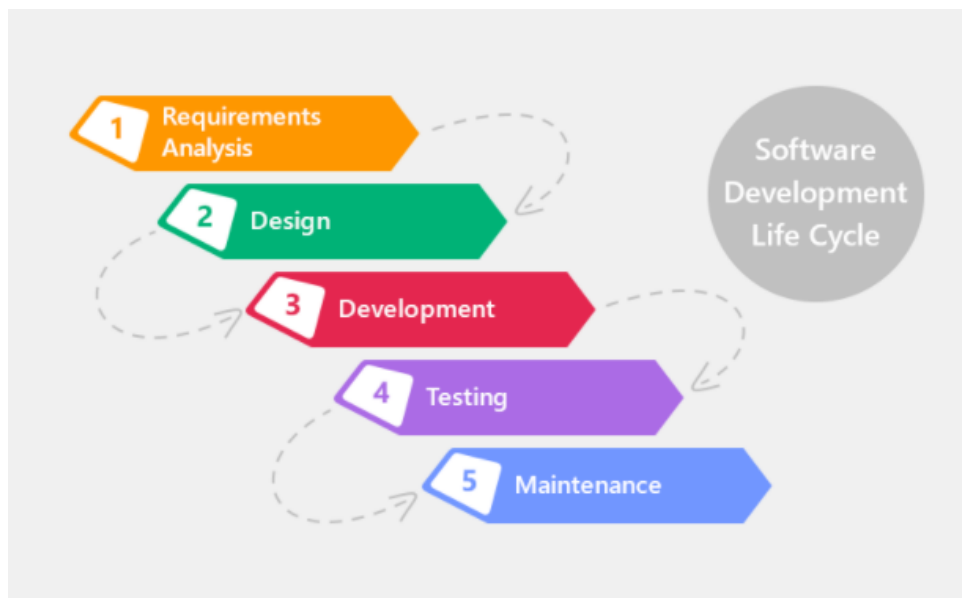 1
Requirements
Analysis
2
Design
3
Development
4
Testing
5
Maintenance
Software
Development
Life Cycle